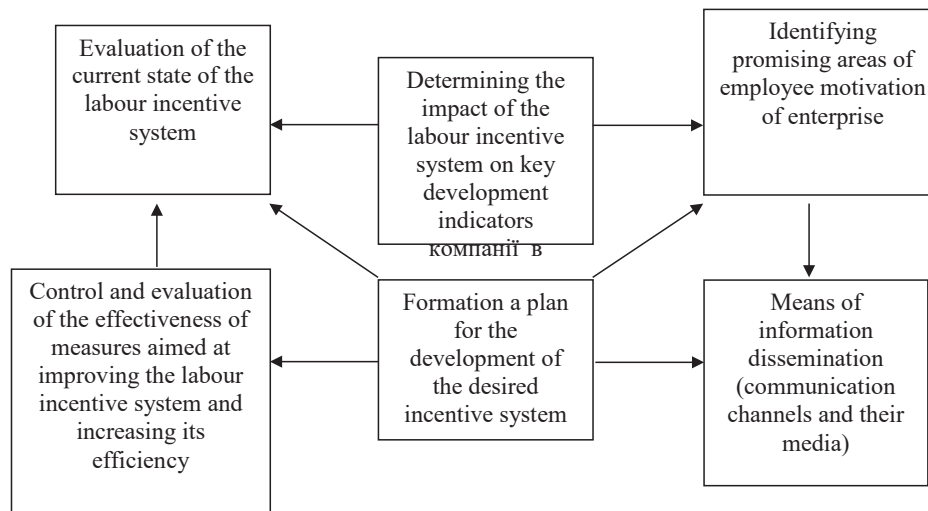 Evaluation of the
current state of the
labour incentive
system
Determining the
impact of the
labour incentive
system on key
development
indicators
компанії в
Identifying
promising areas of
employee motivation
of enterprise
Control and evaluation
of the effectiveness of
measures aimed at
improving the labour
incentive system and
increasing its
efficiency
Formation a plan
for the
development of
the desired
incentive system
Means of
information
dissemination
(communication
channels and their
media)